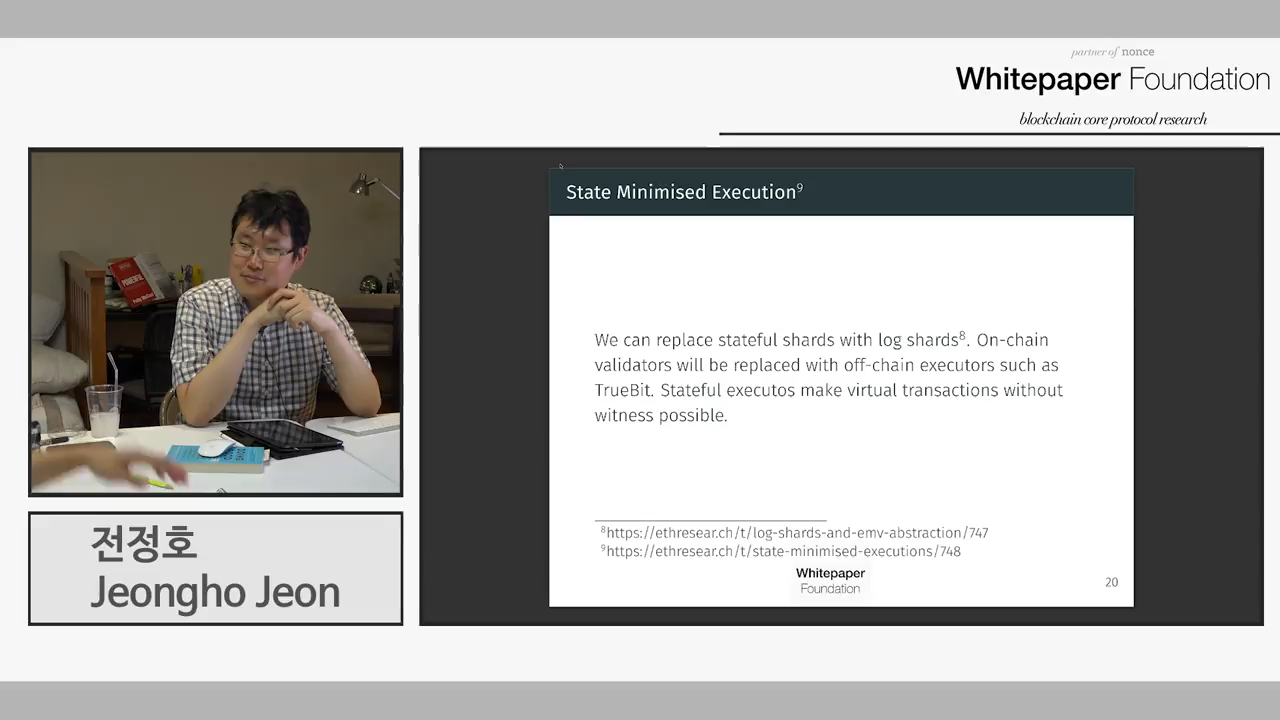 partner of nonce
Whitepaper Foundation
blockchain core protocol research
State Minimised Execution9
We can replace stateful shards with log shards8. On-chain
validators will be replaced with off-chain executors such as
TrueBit. Stateful executos make virtual transactions without
witness possible.
8https://ethresear.ch/t/log-shards-and-emv-abstraction/747
9https://ethresear.ch/t/state-minimised-executions/748
Whitepaper
Foundation
20
POWERFUL
전정호
Jeongho Jeon